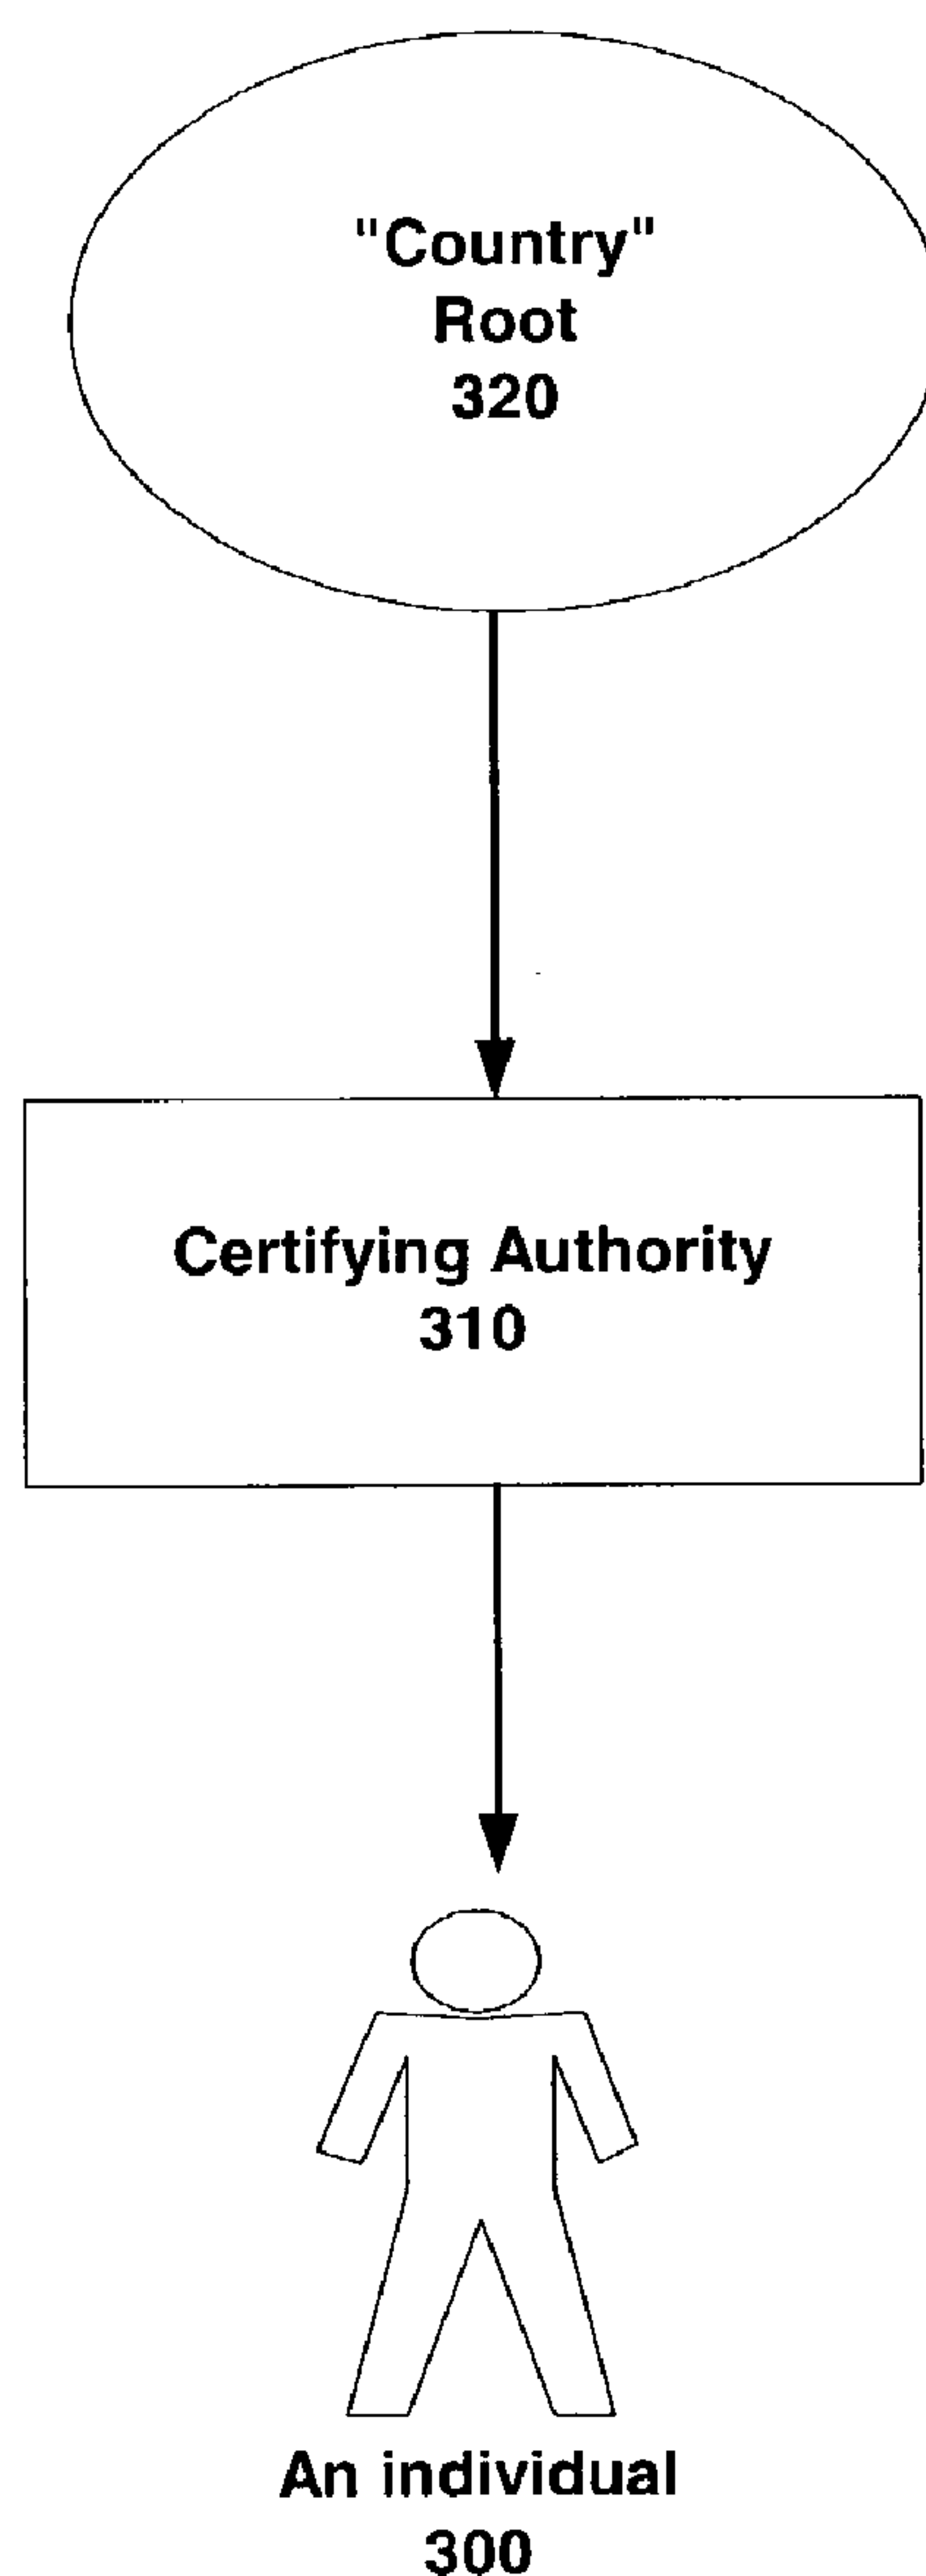 "Country"
Root
320
Certifying Authority
310
An individual
300